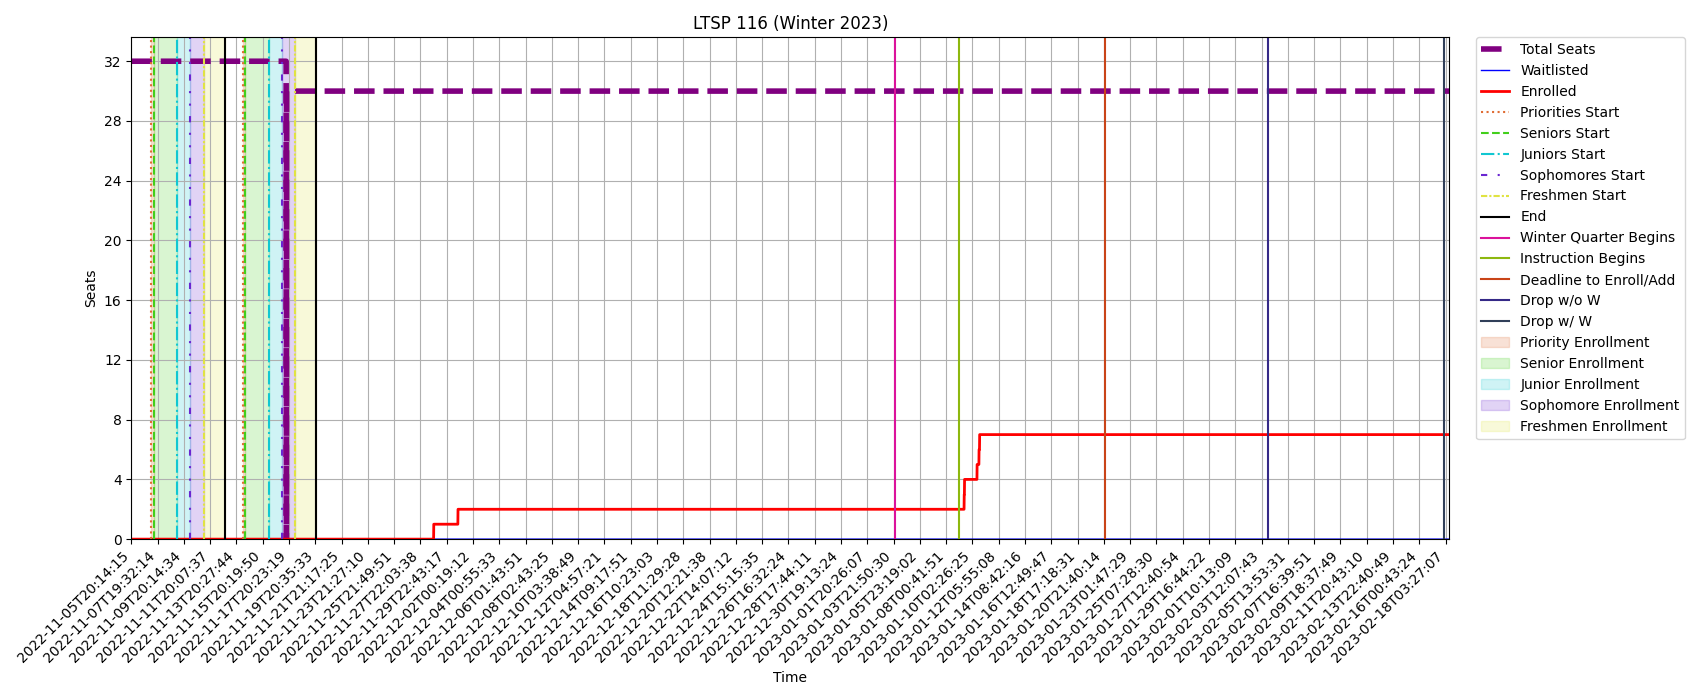 LTSP 116 (Winter 2023)
Seats
32
28
24
20
16
12
8
4
0
2022-11-05T20:14:15
2022-11-07T19:32:14
2022-11-09T20:14:34
2022-11-11T20:07:37
2022-11-13T20:27:44
2022-11-15T20:19:50
2022-11-17T20:23:19
2022-11-19T20:35:33
2022-11-21T21:17:25
2022-11-23T21:27:10
2022-11-25T21:49:51
2022-11-27T22:03:38
2022-11-29T22:43:17
2022-12-02T00:19:12
2022-12-04T00:55:33
2022-12-06T01:43:51
2022-12-08T02:43:25
2022-12-10T03:38:49
2022-12-12T04:57:21
2022-12-14T09:17:51
2022-12-16T10:23:03
2022-12-18T11:29:28
2022-12-20T12:21:38
2022-12-22T14:07:12
2022-12-24T15:15:35
2022-12-26T16:32:24
2022-12-28T17:44:11
2022-12-30T19:13:24
2023-01-01T20:26:07
2023-01-03T21:50:30
2023-01-05T23:19:02
2023-01-08T00:41:51
2023-01-10T02:26:25
2023-01-12T05:55:08
2023-01-14T08:42:16
2023-01-16T12:49:47
2023-01-18T17:18:31
2023-01-20T21:40:14
2023-01-23T01:47:29
2023-01-25T07:28:30
2023-01-27T12:40:54
2023-01-29T16:44:22
2023-02-01T10:13:09
2023-02-03T12:07:43
2023-02-05T13:53:31
2023-02-07T16:39:51
2023-02-09T18:37:49
2023-02-11T20:43:10
2023-02-13T22:40:49
2023-02-16T00:43:24
2023-02-18T03:27:07
Time
Total Seats
Waitlisted
Enrolled
Priorities Start
Seniors Start
Juniors Start
Sophomores Start
Freshmen Start
End
Winter Quarter Begins
Instruction Begins
Deadline to Enroll/Add
Drop w/o W
Drop w/ W
Priority Enrollment
Senior Enrollment
Junior Enrollment
Sophomore Enrollment
Freshmen Enrollment